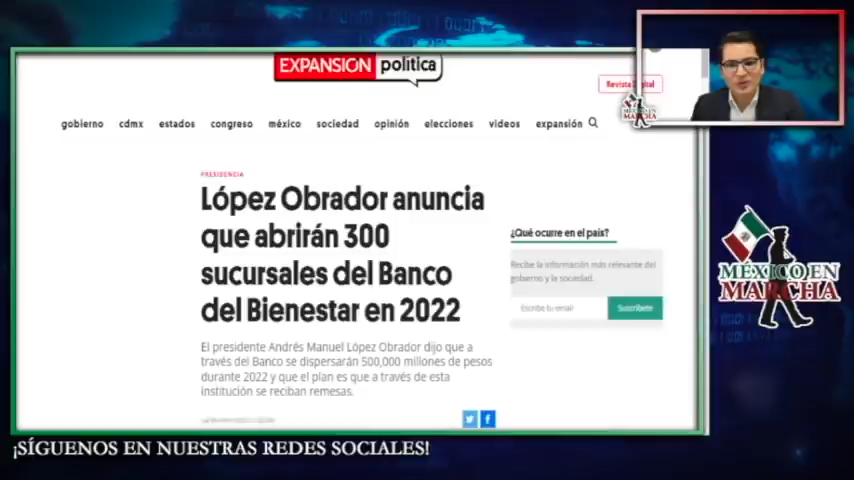 EXPANSIÓN política
Revista Digital
gobierno cdmx estados congreso méxico sociedad opinión elecciones videos expansión
PRESIDENCIA
López Obrador anuncia
que abrirán 300
sucursales del Banco
del Bienestar en 2022
El presidente Andrés Manuel López Obrador dijo que a
través del Banco se dispersarán 500,000 millones de pesos
durante 2022 y que el plan es que a través de esta
institución se reciban remesas.
¿Qué ocurre en el país?
Recibe la información más relevante del
gobierno y la sociedad.
Escribe tu email
Suscríbete
MÉXICO EN
MARCHA
MÉXICO EN
MARCHA
¡SÍGUENOS EN NUESTRAS REDES SOCIALES!